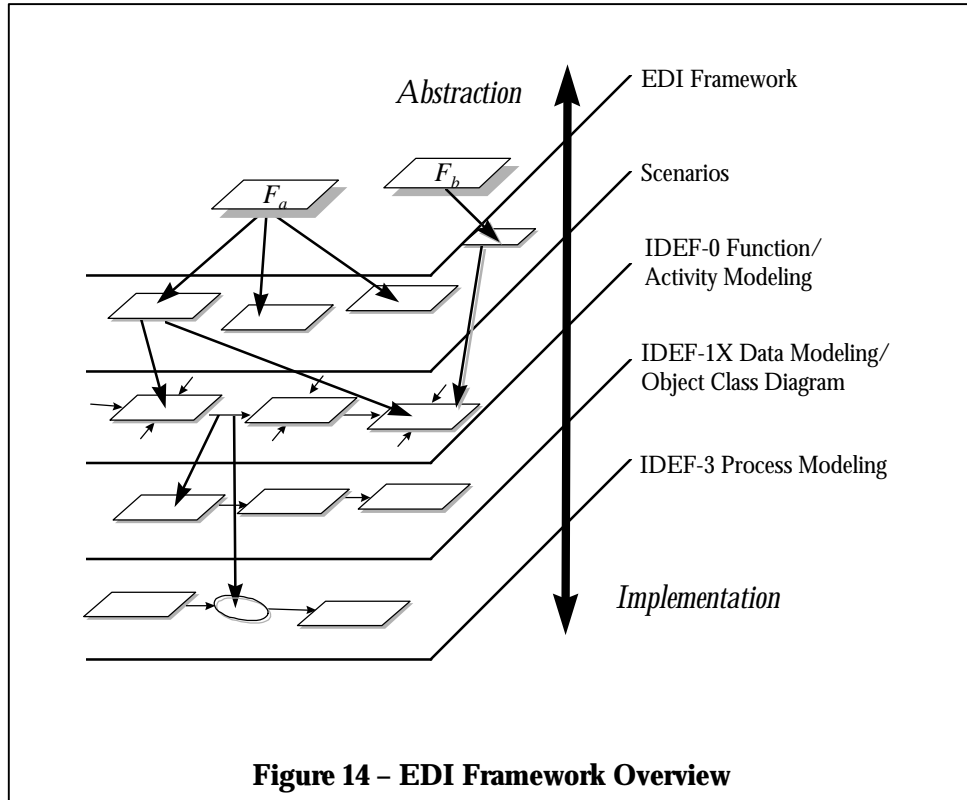 Abstraction
EDI Framework
F_b
Scenarios
F_a
IDEF-0 Function/
Activity Modeling
IDEF-1X Data Modeling/
Object Class Diagram
IDEF-3 Process Modeling
Implementation
Figure 14 – EDI Framework Overview